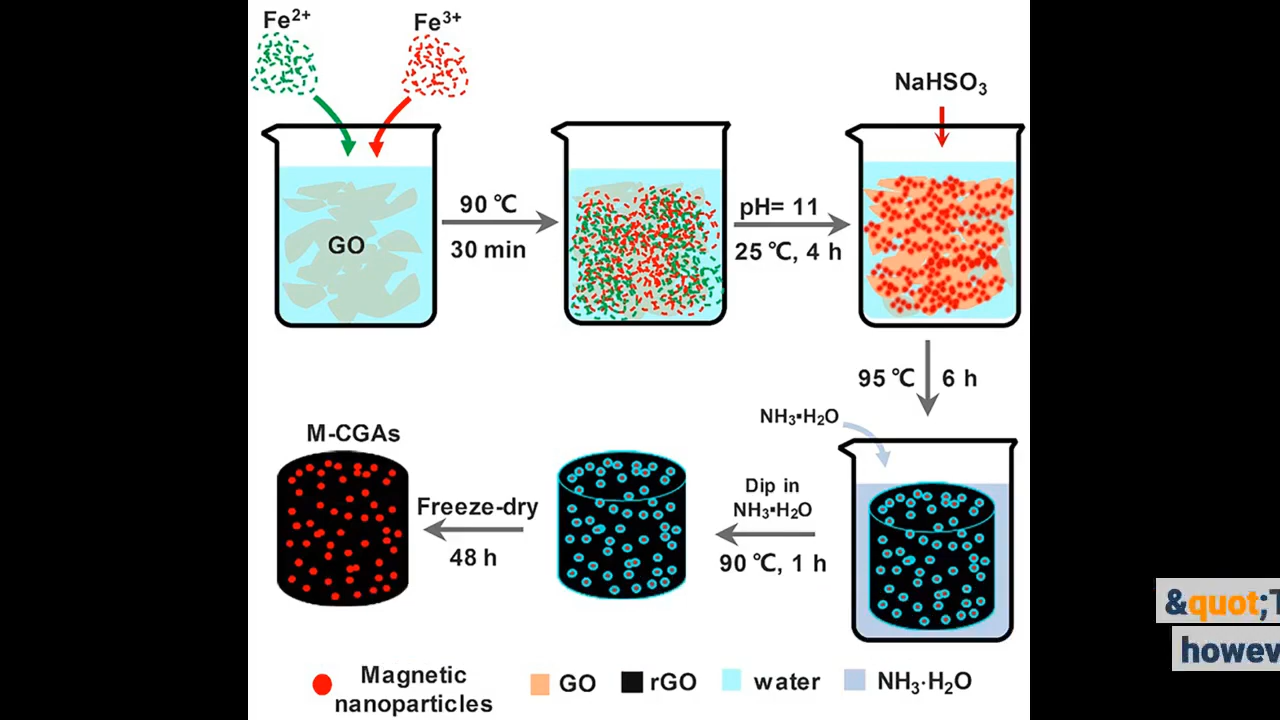 Fe²⁺
Fe³⁺
NaHSO₃
GO
90 ℃
30 min
pH= 11
25 ℃, 4 h
95 ℃
6 h
NH₃▪H₂O
M-CGAs
Dip in
NH₃▪H₂O
90 ℃, 1 h
Freeze-dry
48 h
&quot;T
howev
Magnetic
nanoparticles
GO
rGO
water
NH₃·H₂O